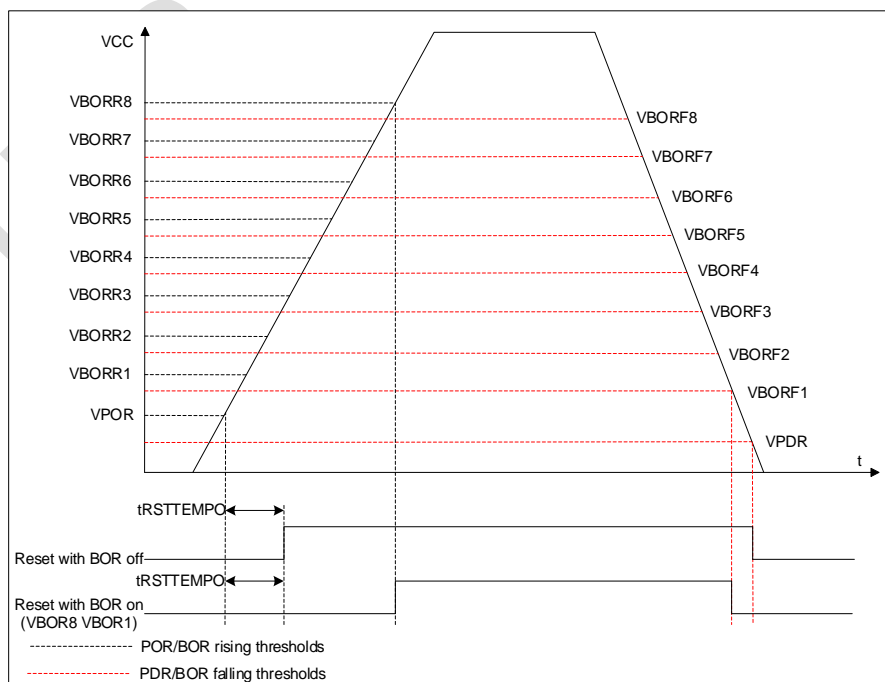 VCC
VBORR8
VBORF8
VBORR7
VBORF7
VBORR6
VBORF6
VBORR5
VBORF5
VBORR4
VBORF4
VBORR3
VBORF3
VBORR2
VBORF2
VBORR1
VBORF1
VPOR
VPDR
t
tRSTTEMPO
Reset with BOR off
tRSTTEMPO
Reset with BOR on
(VBOR8 VBOR1)
POR/BOR rising thresholds
PDR/BOR falling thresholds